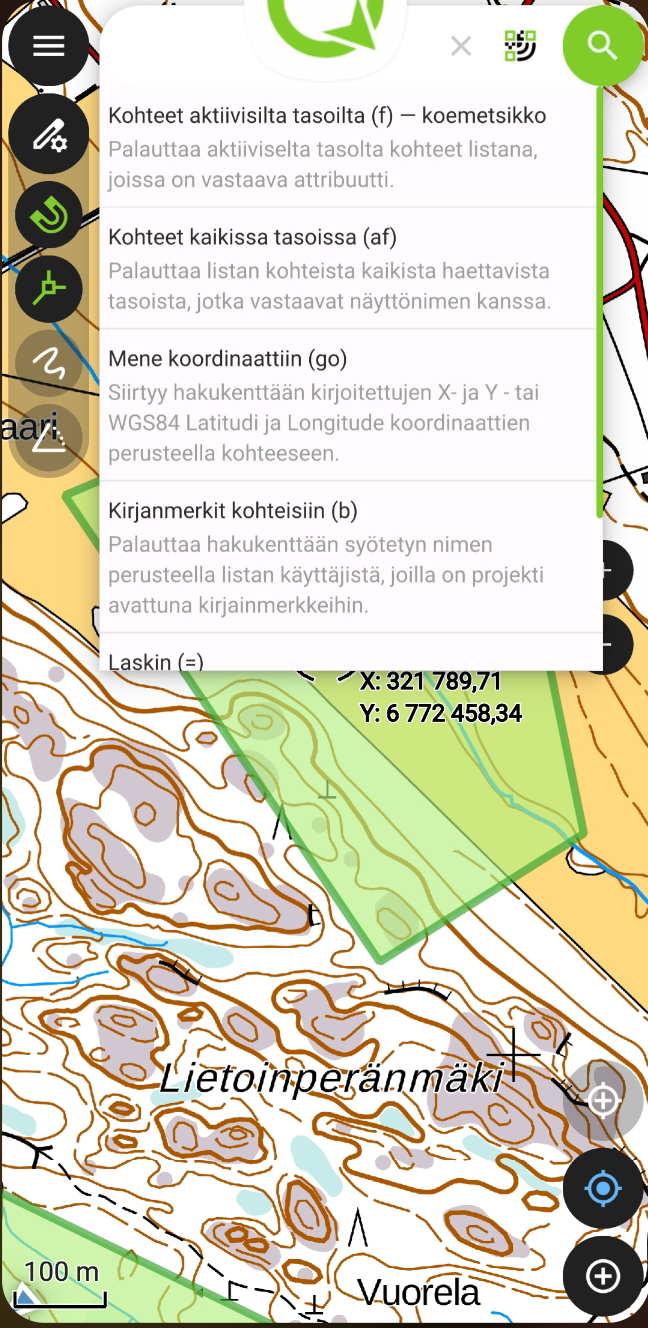 Kohteet aktiivisilta tasoilta (f) — koemetsikko
Palauttaa aktiiviselta tasolta kohteet listana,
joissa on vastaava attribuutti.
Kohteet kaikissa tasoissa (af)
Palauttaa listan kohteista kaikista haettavista
tasoista, jotka vastaavat näyttönimen kanssa.
Mene koordinaattiin (go)
Siirtyy hakukenttään kirjoitettujen X- ja Y - tai
WGS84 Latitudi ja Longitude koordinaattien
perusteella kohteeseen.
aari
Kirjanmerkit kohteisiin (b)
Palauttaa hakukenttään syötetyn nimen
perusteella listan käyttäjistä, joilla on projekti
avattuna kirjainmerkkeihin.
Laskin (=)
X: 321 789,71
Y: 6 772 458,34
Lietoinperänmäki
100 m
Vuorela